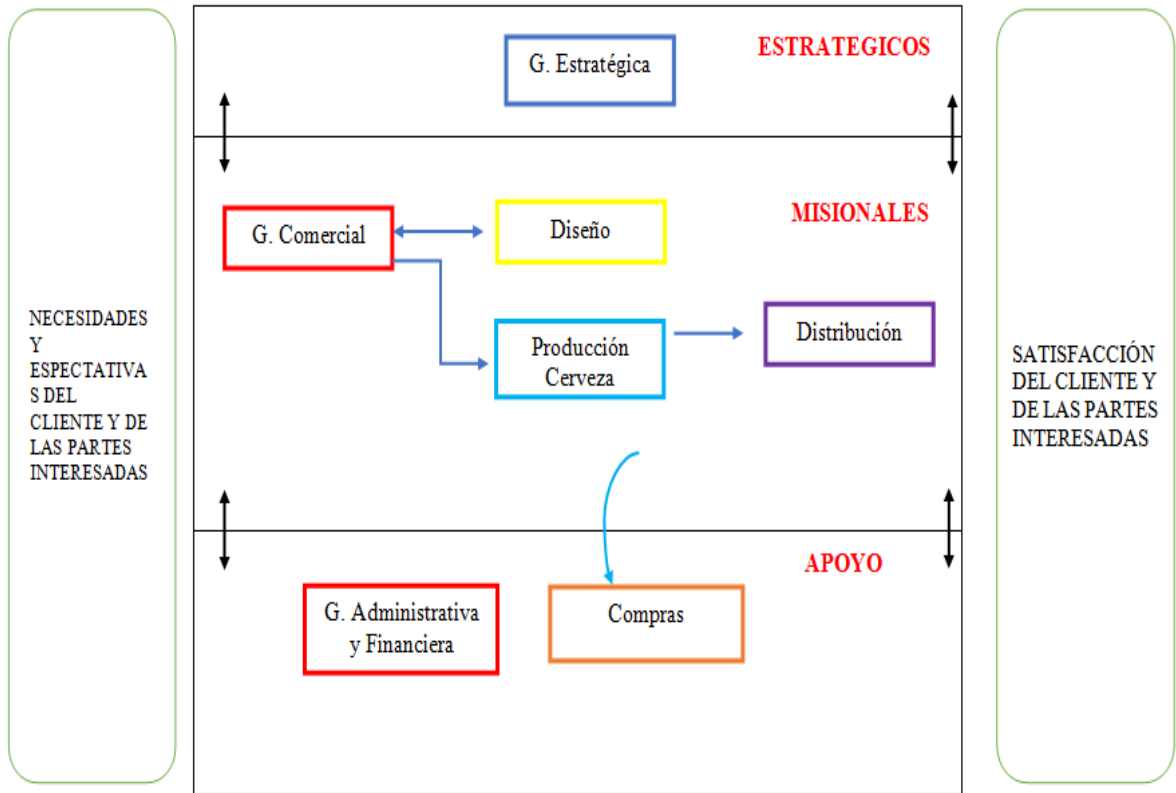 NECESIDADES
Y
ESPECTATIVA
S DEL
CLIENTE Y DE
LAS PARTES
INTERESADAS
ESTRATEGICOS
G. Estratégica
MISIONALES
G. Comercial
Diseño
Producción
Cerveza
Distribución
APOYO
G. Administrativa
y Financiera
Compras
SATISFACCIÓN
DEL CLIENTE Y
DE LAS PARTES
INTERESADAS